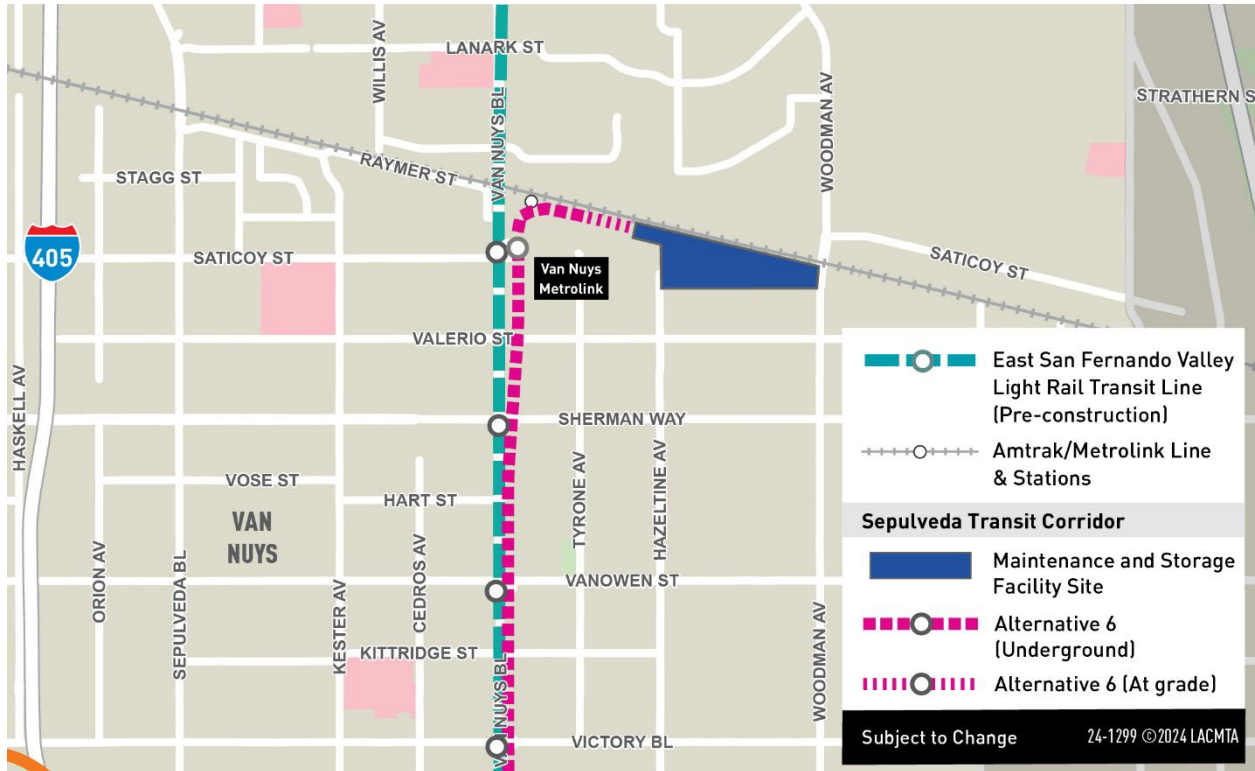 LANARK ST
WILLIS AV
VAN NUYS BL
WOODMAN AV
STRATHERN S
RAYMER ST
STAGG ST
405
SATICOY ST
Van Nuys
Metrolink
SATICOY ST
VALERIO ST
HASKELL AV
SHERMAN WAY
VOSE ST
HART ST
VAN
NUYS
TYRONE AV
HAZELTINE AV
ORION AV
SEPULVEDA BL
KESTER AV
CEDROS AV
VANOWEN ST
WOODMAN AV
KITTRIDGE ST
NUYS BL
VICTORY BL
East San Fernando Valley
Light Rail Transit Line
(Pre-construction)
Amtrak/Metrolink Line
& Stations
Sepulveda Transit Corridor
Maintenance and Storage
Facility Site
Alternative 6
(Underground)
Alternative 6 (At grade)
Subject to Change
24-1299 ©2024 LACMTA